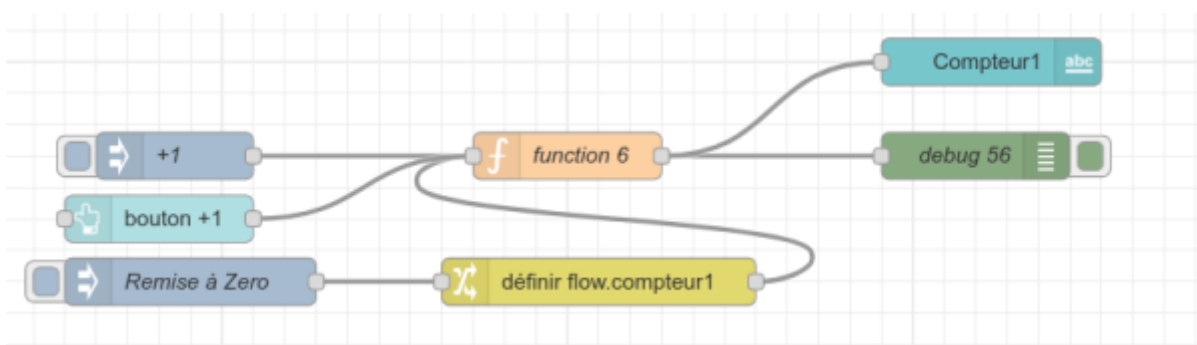 Compteur1 abc
+1
function 6
debug 56
bouton +1
Remise à Zero
définir flow.compteur1